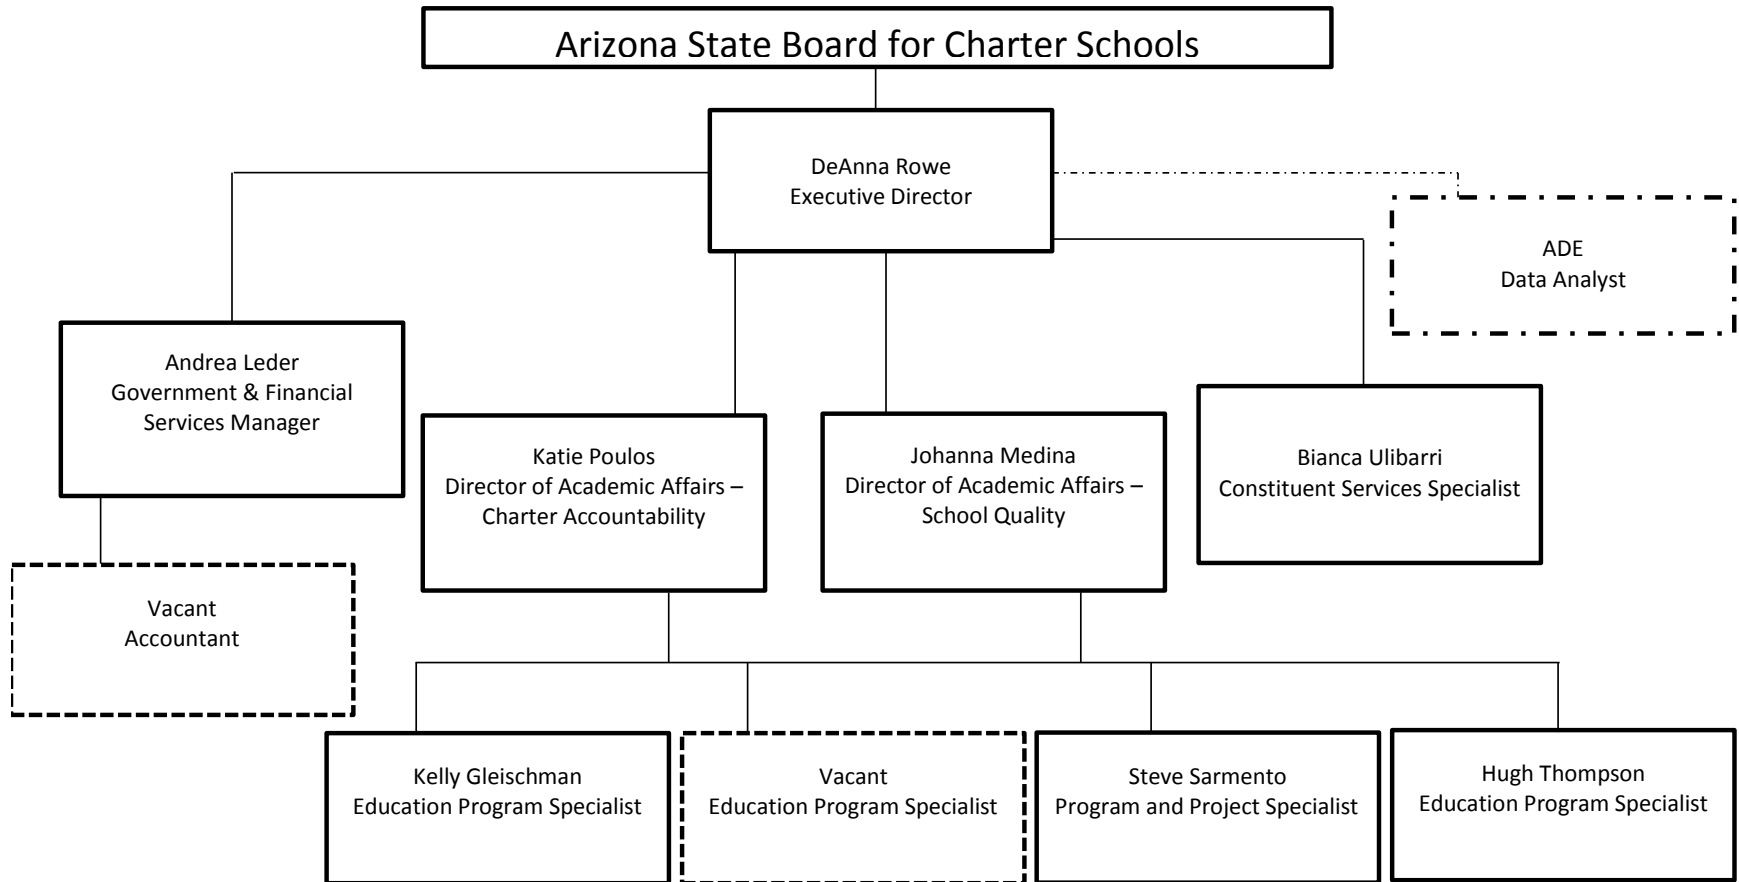 Arizona State Board for Charter Schools
DeAnna Rowe
Executive Director
ADE
Data Analyst
Andrea Leder
Government & Financial
Services Manager
Katie Poulos
Director of Academic Affairs –
Charter Accountability
Johanna Medina
Director of Academic Affairs –
School Quality
Bianca Ulibarri
Constituent Services Specialist
Vacant
Accountant
Kelly Gleischman
Education Program Specialist
Vacant
Education Program Specialist
Steve Sarmento
Program and Project Specialist
Hugh Thompson
Education Program Specialist